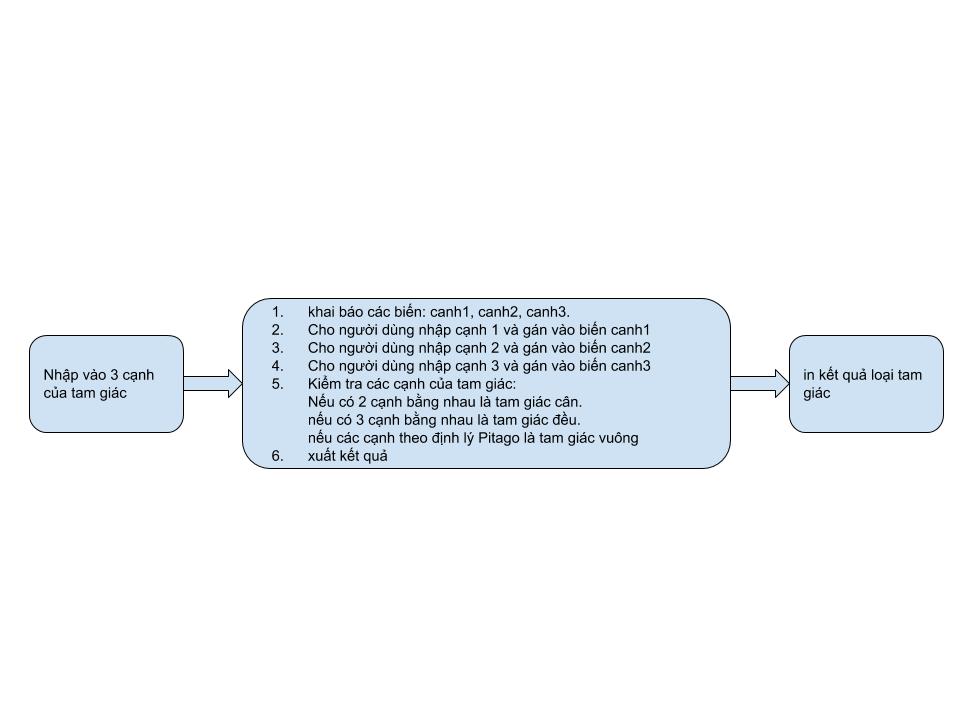 Nhập vào 3 cạnh
của tam giác
1. khai báo các biến: canh1, canh2, canh3.
2. Cho người dùng nhập cạnh 1 và gán vào biến canh1
3. Cho người dùng nhập cạnh 2 và gán vào biến canh2
4. Cho người dùng nhập cạnh 3 và gán vào biến canh3
5. Kiểm tra các cạnh của tam giác:
Nếu có 2 cạnh bằng nhau là tam giác cân.
nếu có 3 cạnh bằng nhau là tam giác đều.
nếu các cạnh theo định lý Pitago là tam giác vuông
6. xuất kết quả
in kết quả loại tam
giác